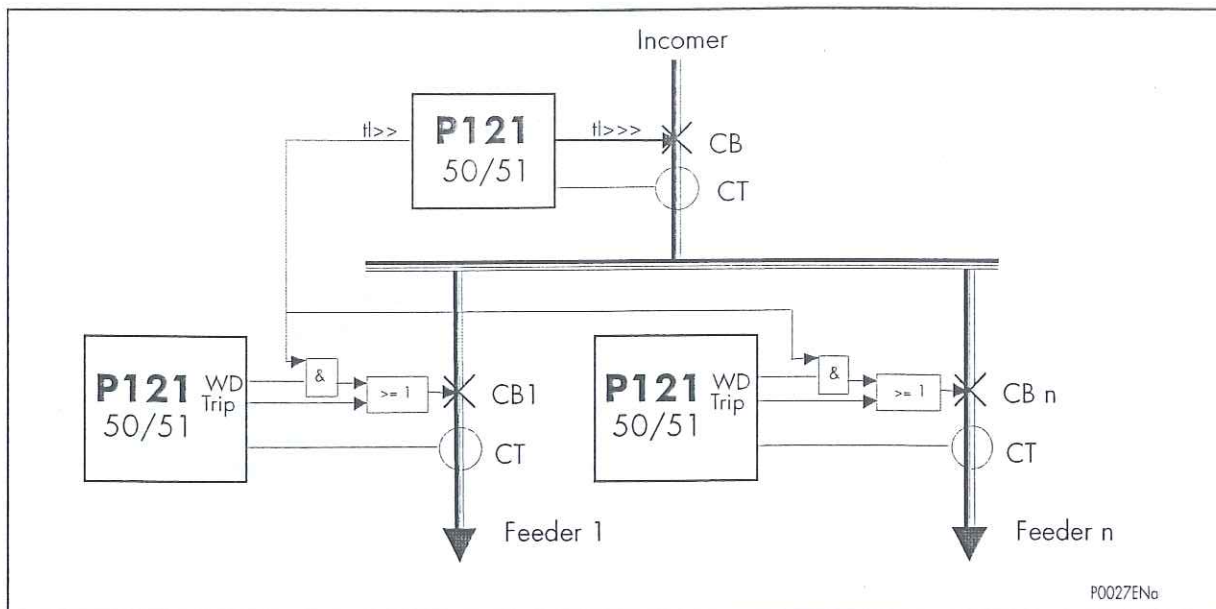 Incomer
tI>>
P121
50/51
tI>>>
CB
CT
P121
50/51
WD
Trip
&
>= 1
CB1
CT
Feeder 1
P121
50/51
WD
Trip
&
>= 1
CB n
CT
Feeder n
P0027ENa